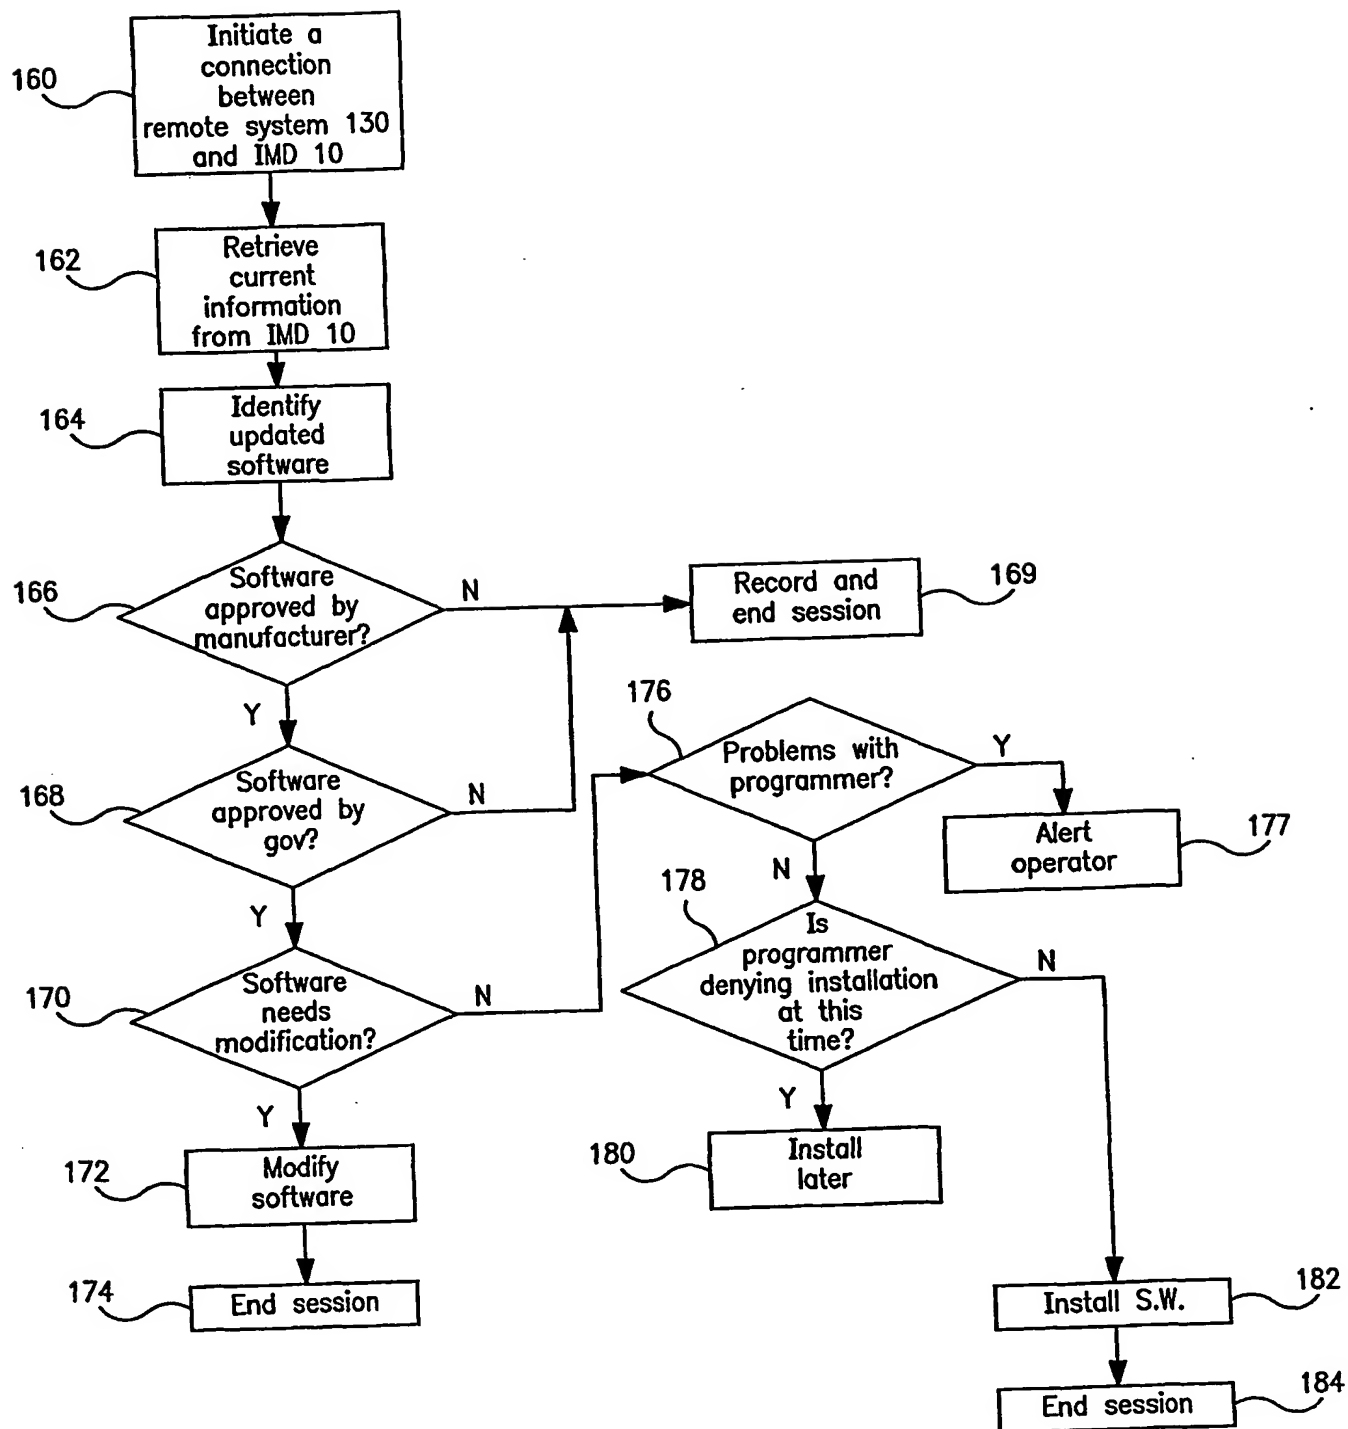 Initiate a
connection
between
remote system 130
and IMD 10
160
Retrieve
current
information
from IMD 10
162
Identify
updated
software
164
Software
approved by
manufacturer?
166
N
Y
Record and
end session
169
Software
approved by
gov?
168
N
Y
176
Problems with
programmer?
Y
N
Alert
operator
177
Software
needs
modification?
170
N
Y
178
Is
programmer
denying installation
at this
time?
N
Y
Modify
software
172
Install
later
180
End session
174
Install S.W.
182
End session
184